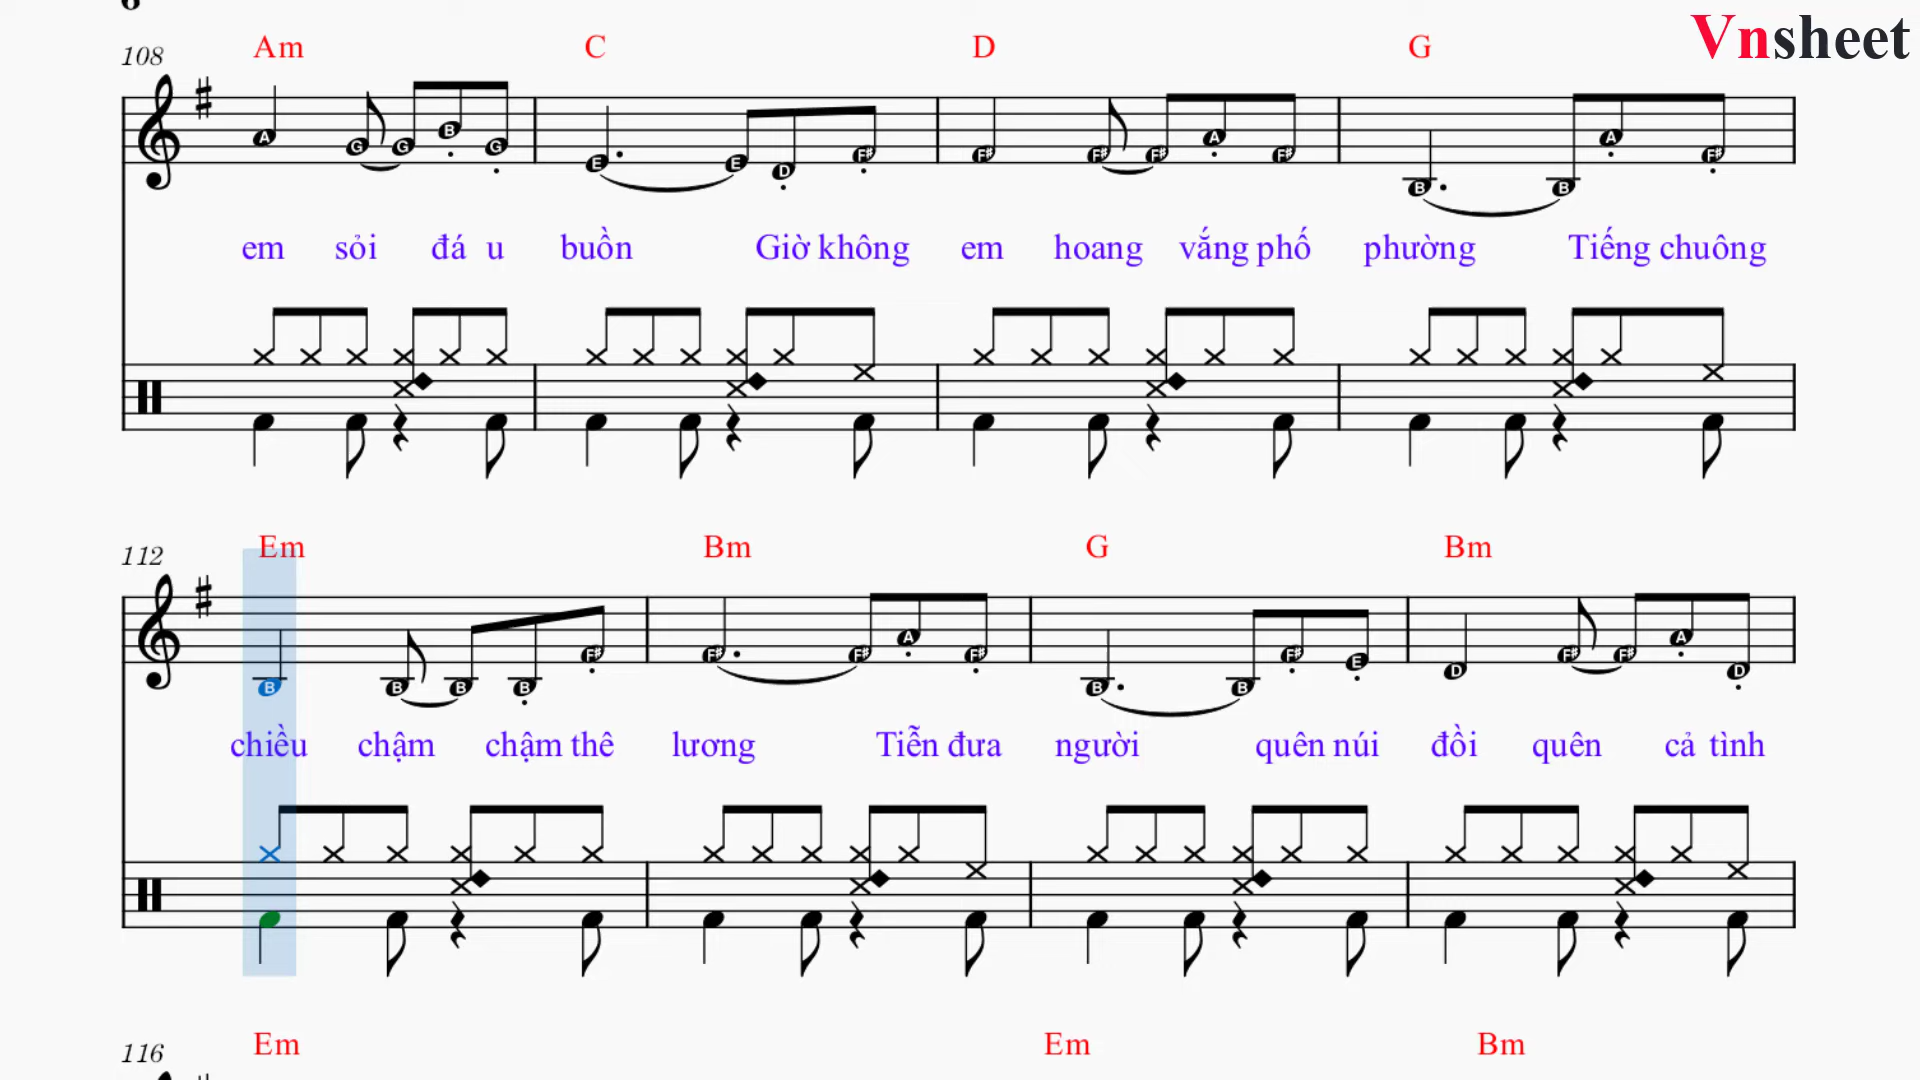 6
Vnsheet
108 Am C D G
A G G B G E E D F# F# F# F# A F# B B A F#
em sỏi đá u buồn Giờ không em hoang vắng phố phường Tiếng chuông
112 Em Bm G Bm
B B B B F# F# F# A F# B B F# E D F# F# A D
chiều chậm chậm thê lương Tiễn đưa người quên núi đồi quên cả tình
116 Em Em Bm